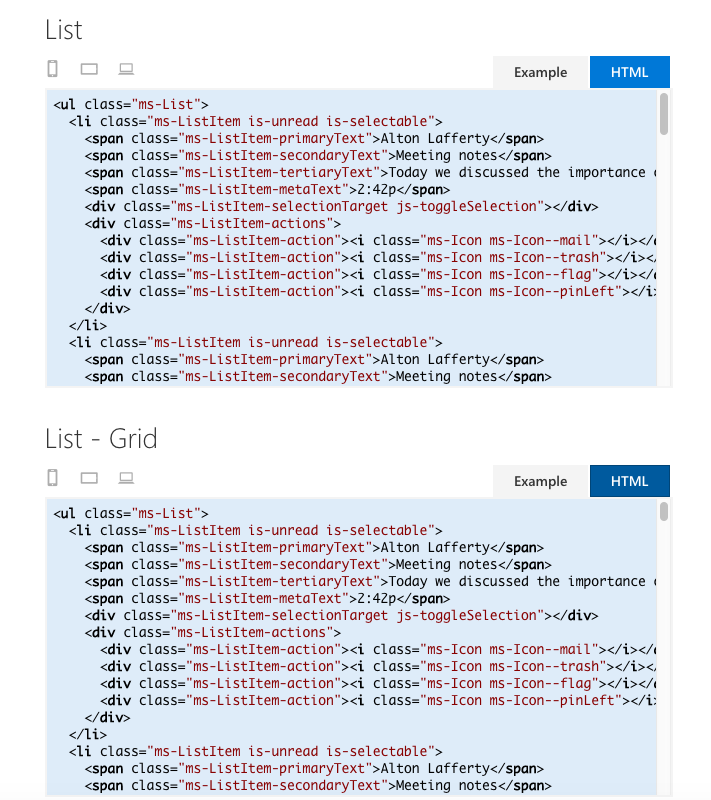 List
Example HTML
<ul class="ms-List">
<li class="ms-ListItem is-unread is-selectable">
<span class="ms-ListItem-primaryText">Alton Lafferty</span>
<span class="ms-ListItem-secondaryText">Meeting notes</span>
<span class="ms-ListItem-tertiaryText">Today we discussed the importance
<span class="ms-ListItem-metaText">2:42p</span>
<div class="ms-ListItem-selectionTarget js-toggleSelection"></div>
<div class="ms-ListItem-actions">
<div class="ms-ListItem-action"><i class="ms-Icon ms-Icon--mail"></i></
<div class="ms-ListItem-action"><i class="ms-Icon ms-Icon--trash"></i></
<div class="ms-ListItem-action"><i class="ms-Icon ms-Icon--flag"></i></
<div class="ms-ListItem-action"><i class="ms-Icon ms-Icon--pinLeft"></i>
</div>
</li>
<li class="ms-ListItem is-unread is-selectable">
<span class="ms-ListItem-primaryText">Alton Lafferty</span>
<span class="ms-ListItem-secondaryText">Meeting notes</span>
List - Grid
Example HTML
<ul class="ms-List">
<li class="ms-ListItem is-unread is-selectable">
<span class="ms-ListItem-primaryText">Alton Lafferty</span>
<span class="ms-ListItem-secondaryText">Meeting notes</span>
<span class="ms-ListItem-tertiaryText">Today we discussed the importance
<span class="ms-ListItem-metaText">2:42p</span>
<div class="ms-ListItem-selectionTarget js-toggleSelection"></div>
<div class="ms-ListItem-actions">
<div class="ms-ListItem-action"><i class="ms-Icon ms-Icon--mail"></i></
<div class="ms-ListItem-action"><i class="ms-Icon ms-Icon--trash"></i></
<div class="ms-ListItem-action"><i class="ms-Icon ms-Icon--flag"></i></
<div class="ms-ListItem-action"><i class="ms-Icon ms-Icon--pinLeft"></i>
</div>
</li>
<li class="ms-ListItem is-unread is-selectable">
<span class="ms-ListItem-primaryText">Alton Lafferty</span>
<span class="ms-ListItem-secondaryText">Meeting notes</span>